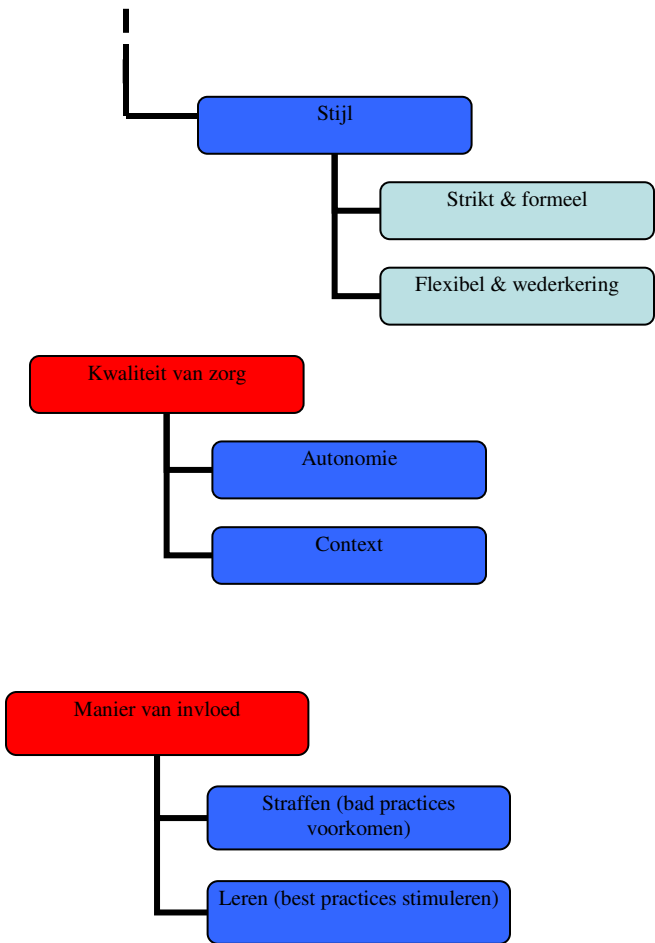 Stijl
Strikt & formeel
Flexibel & wederkering
Kwaliteit van zorg
Autonomie
Context
Manier van invloed
Straffen (bad practices
voorkomen)
Leren (best practices stimuleren)